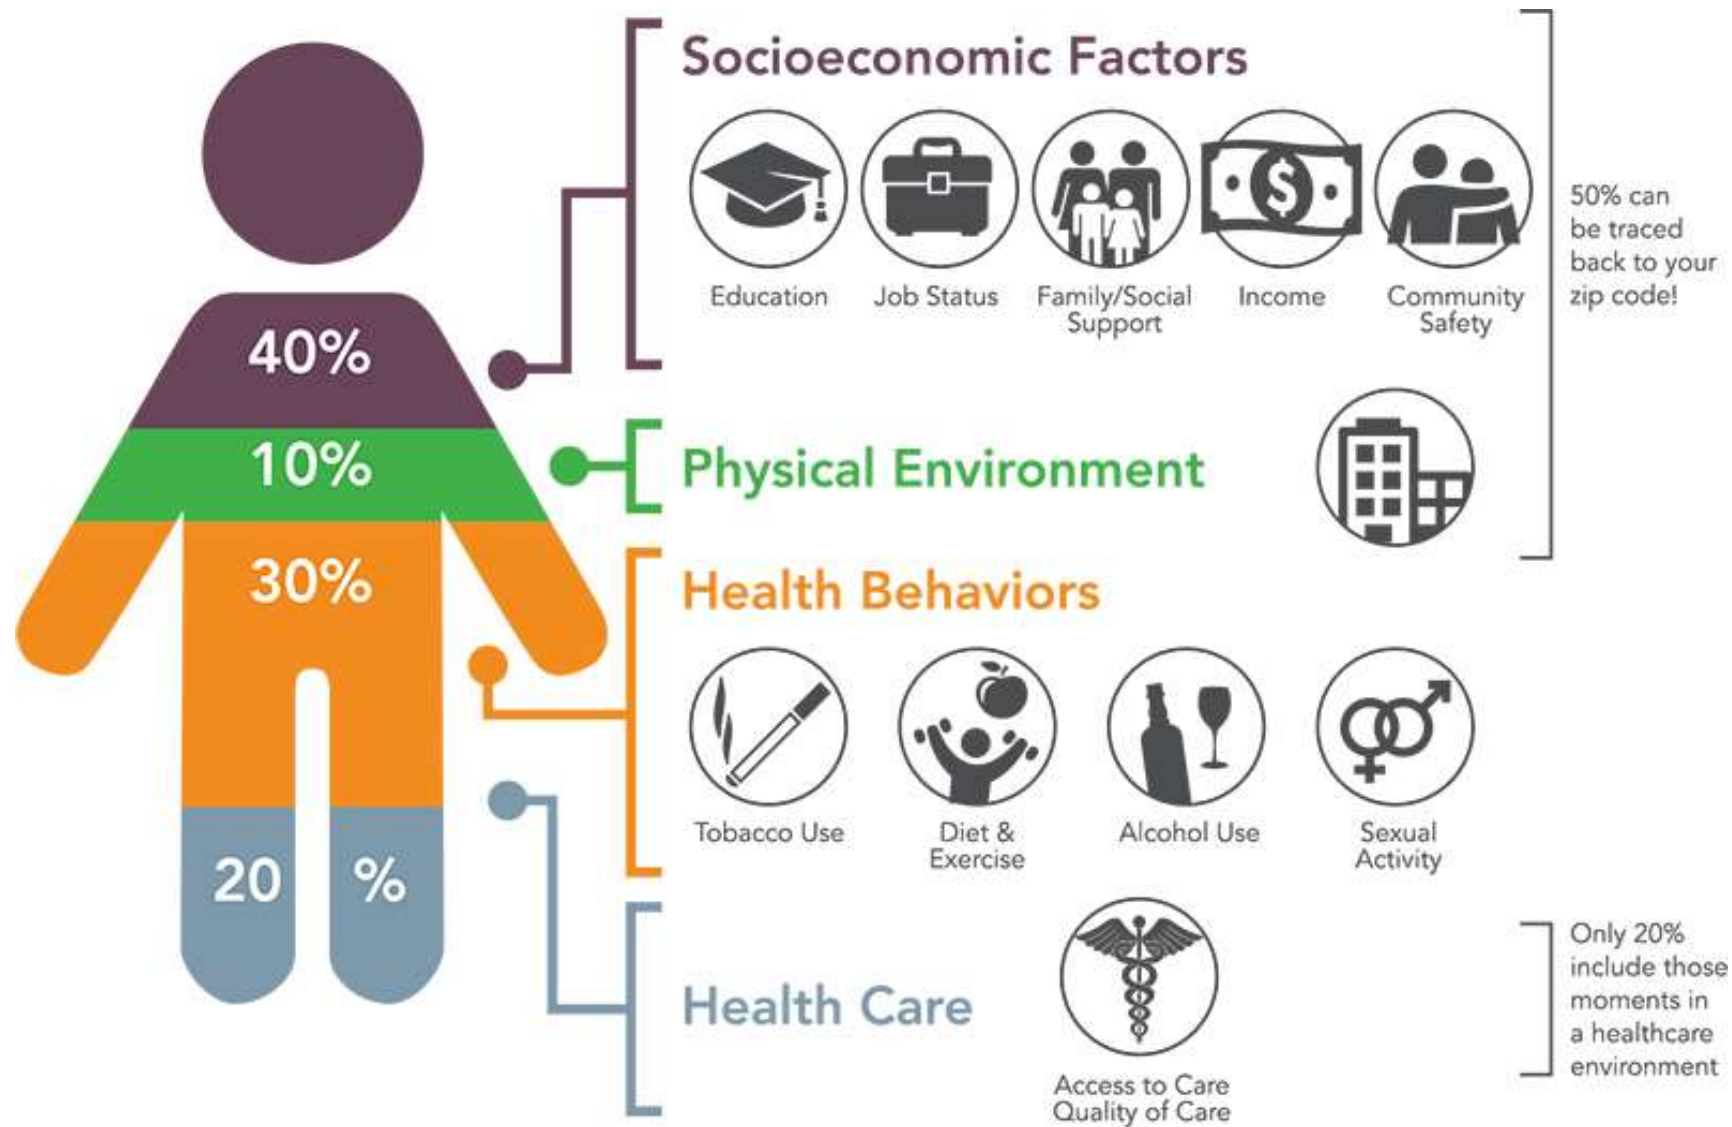 Socioeconomic Factors
Education
Job Status
Family/Social
Support
Income
Community
Safety
50% can
be traced
back to your
zip code!
40%
10%
Physical Environment
30%
Health Behaviors
Tobacco Use
Diet &
Exercise
Alcohol Use
Sexual
Activity
20 %
Health Care
Access to Care
Quality of Care
Only 20%
include those
moments in
a healthcare
environment